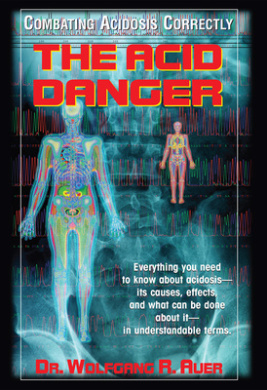 COMBATING ACIDOSIS CORRECTLY
THE ACID
DANGER
Everything you need
to know about acidosis—
its causes, effects,
and what can be done
about it—
in understandable terms.
DR. WOLFGANG R. AUER